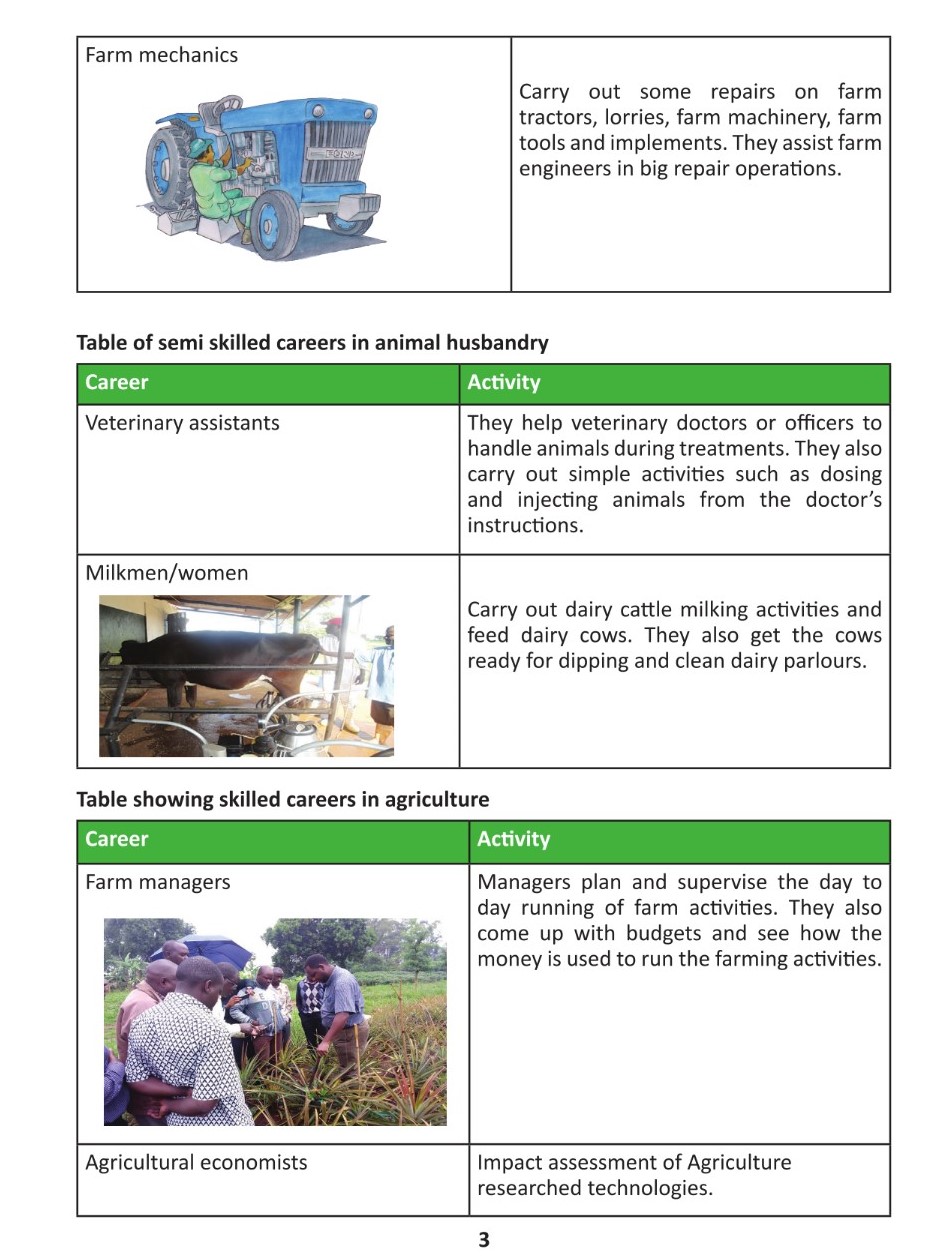 Farm mechanics
Carry out some repairs on farm
tractors, lorries, farm machinery, farm
tools and implements. They assist farm
engineers in big repair operations.
Table of semi skilled careers in animal husbandry
Career
Activity
Veterinary assistants
They help veterinary doctors or officers to
handle animals during treatments. They also
carry out simple activities such as dosing
and injecting animals from the doctor’s
instructions.
Milkmen/women
Carry out dairy cattle milking activities and
feed dairy cows. They also get the cows
ready for dipping and clean dairy parlours.
Table showing skilled careers in agriculture
Career
Activity
Farm managers
Managers plan and supervise the day to
day running of farm activities. They also
come up with budgets and see how the
money is used to run the farming activities.
Agricultural economists
Impact assessment of Agriculture
researched technologies.
3